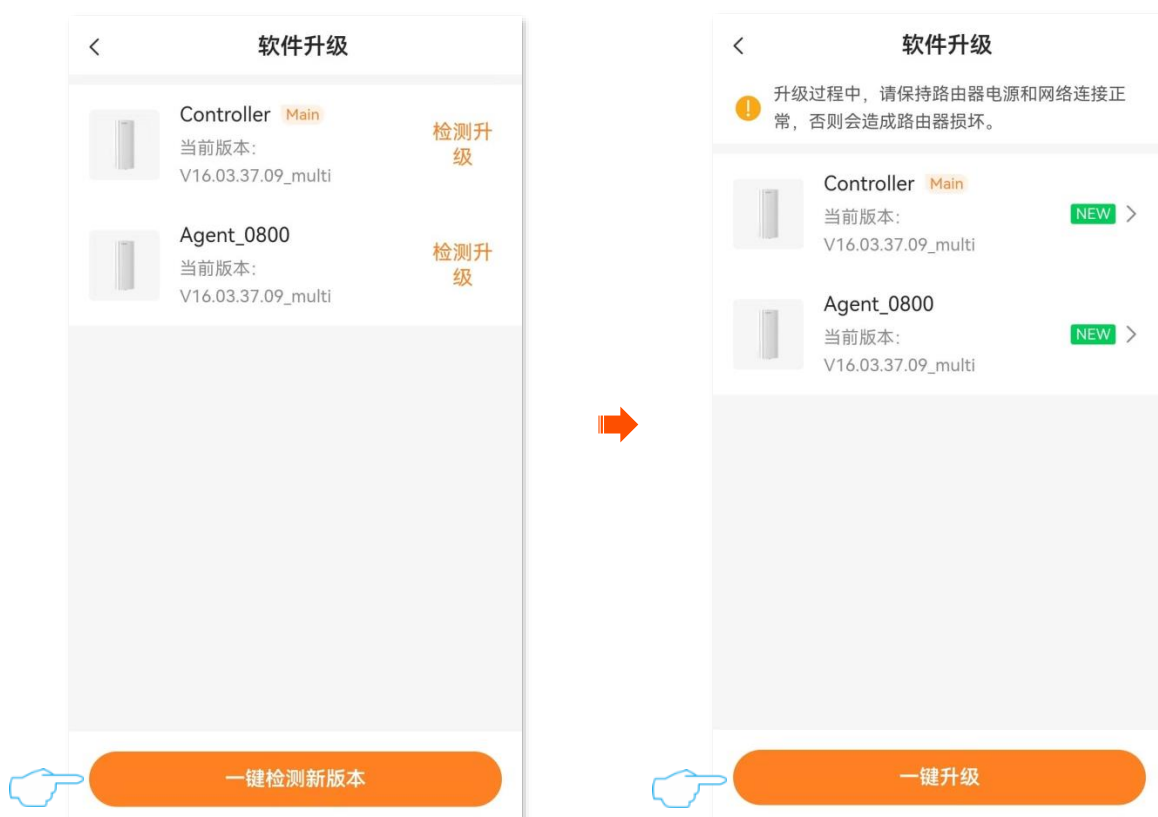 软件升级
Controller Main
当前版本:
V16.03.37.09_multi
检测升
级
Agent_0800
当前版本:
V16.03.37.09_multi
检测升
级
一键检测新版本
软件升级
升级过程中，请保持路由器电源和网络连接正
常，否则会造成路由器损坏。
Controller Main
当前版本:
V16.03.37.09_multi
NEW
Agent_0800
当前版本:
V16.03.37.09_multi
NEW
一键升级